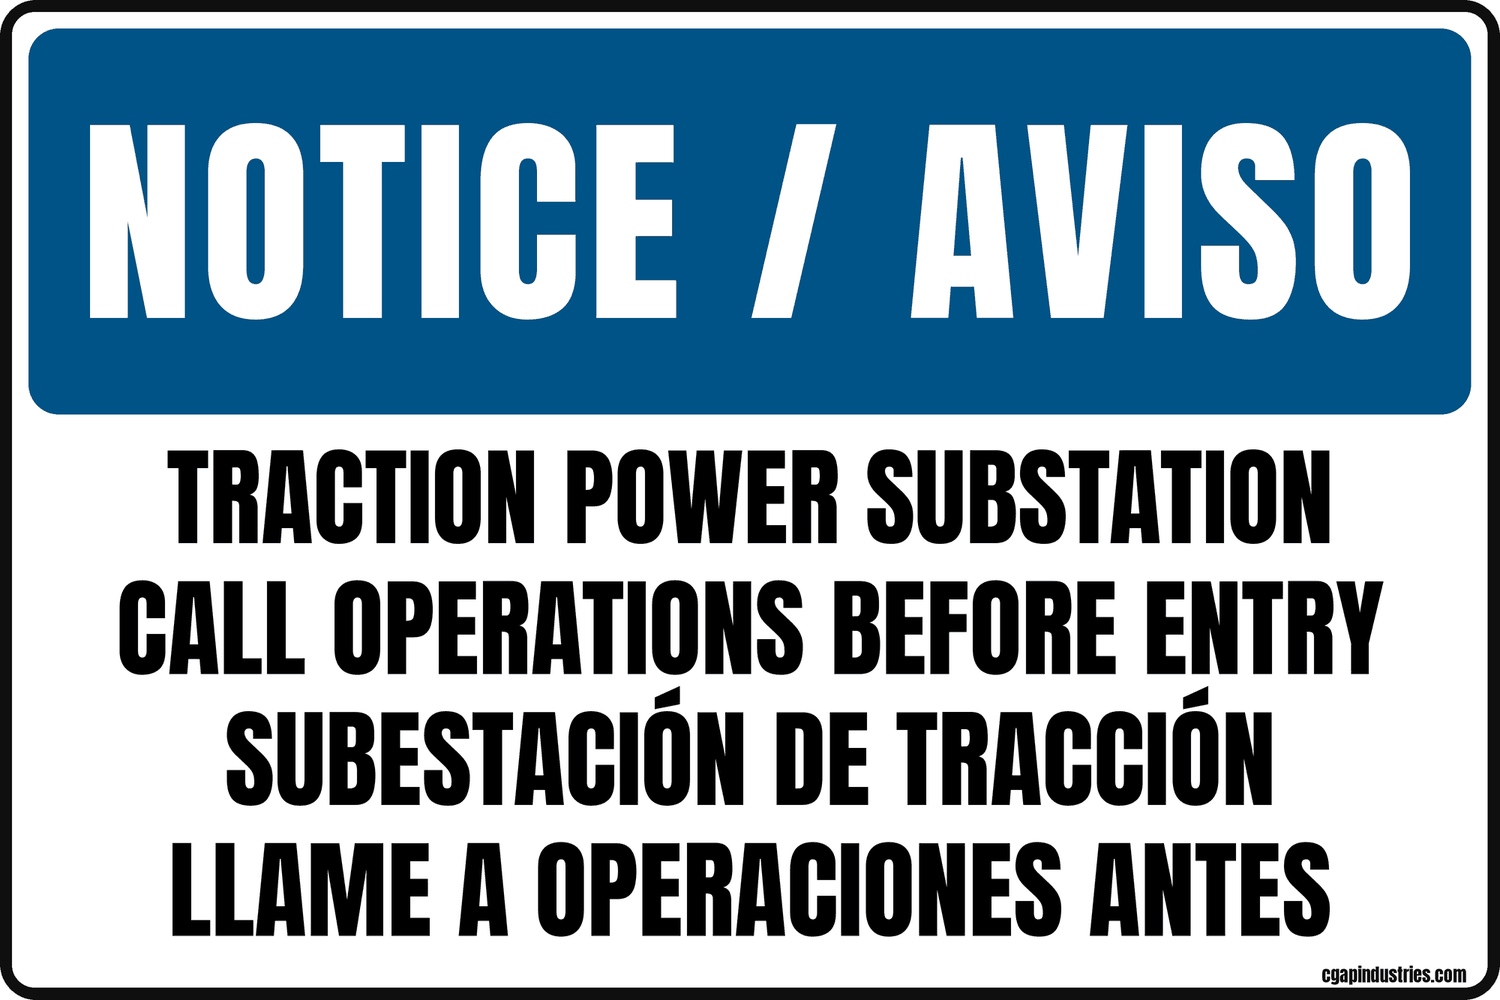 NOTICE / AVISO
TRACTION POWER SUBSTATION
CALL OPERATIONS BEFORE ENTRY
SUBESTACIÓN DE TRACCIÓN
LLAME A OPERACIONES ANTES
cgapindustries.com